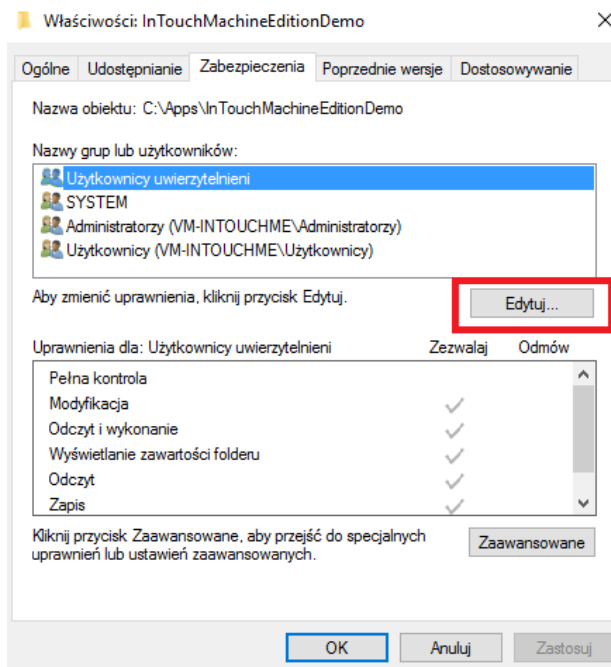 Właściwości: InTouchMachineEditionDemo
Ogólne Udostępnianie Zabezpieczenia Poprzednie wersje Dostosowywanie
Nazwa obiektu: C:\Apps\InTouchMachineEditionDemo
Nazwy grup lub użytkowników:
Użytkownicy uwierzytelnieni
SYSTEM
Administratorzy (VM-INTOUCHME\Administratorzy)
Użytkownicy (VM-INTOUCHME\Użytkownicy)
Aby zmienić uprawnienia, kliknij przycisk Edytuj.
Edytuj...
Uprawnienia dla: Użytkownicy uwierzytelnieni Zezwalaj Odmów
Pełna kontrola
Modyfikacja
Odczyt i wykonanie
Wyświetlanie zawartości folderu
Odczyt
Zapis
Kliknij przycisk Zaawansowane, aby przejść do specjalnych
uprawnień lub ustawień zaawansowanych.
Zaawansowane
OK Anuluj Zastosuj